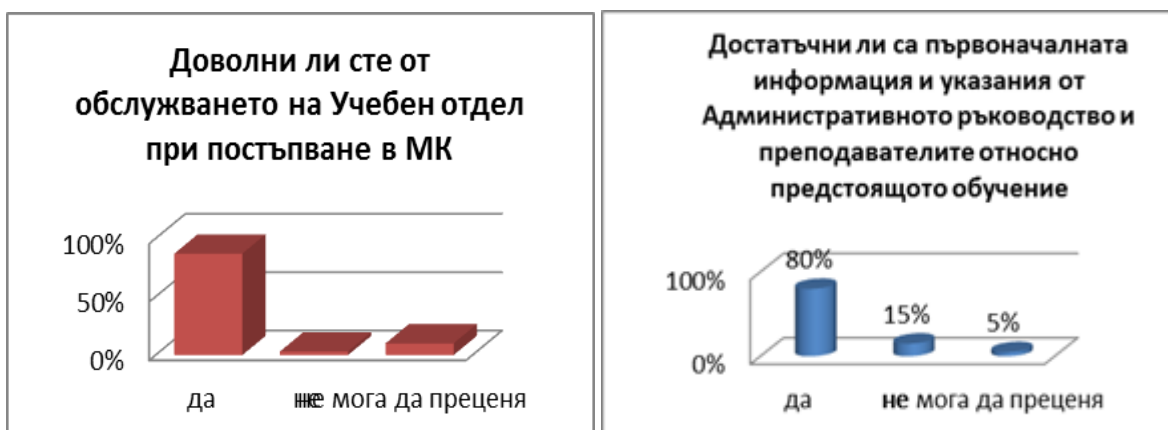 Доволни ли сте от
обслужването на Учебен отдел
при постъпване в МК
100%
50%
0%
да
не
не мога да преценя
Достатъчни ли са първоначалната
информация и указания от
Административното ръководство и
преподавателите относно
предстоящото обучение
100%
0%
80%
15%
5%
да
не
не мога да преценя